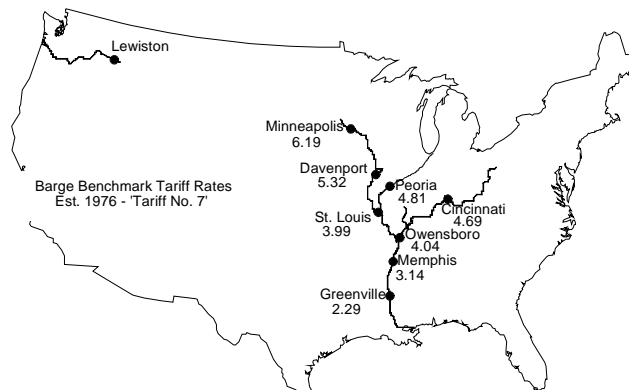 Lewiston
Minneapolis
6.19
Davenport
5.32
Barge Benchmark Tariff Rates
Est. 1976 - 'Tariff No. 7'
Peoria
4.81
Cincinnati
4.69
St. Louis
3.99
Owensboro
4.04
Memphis
3.14
Greenville
2.29